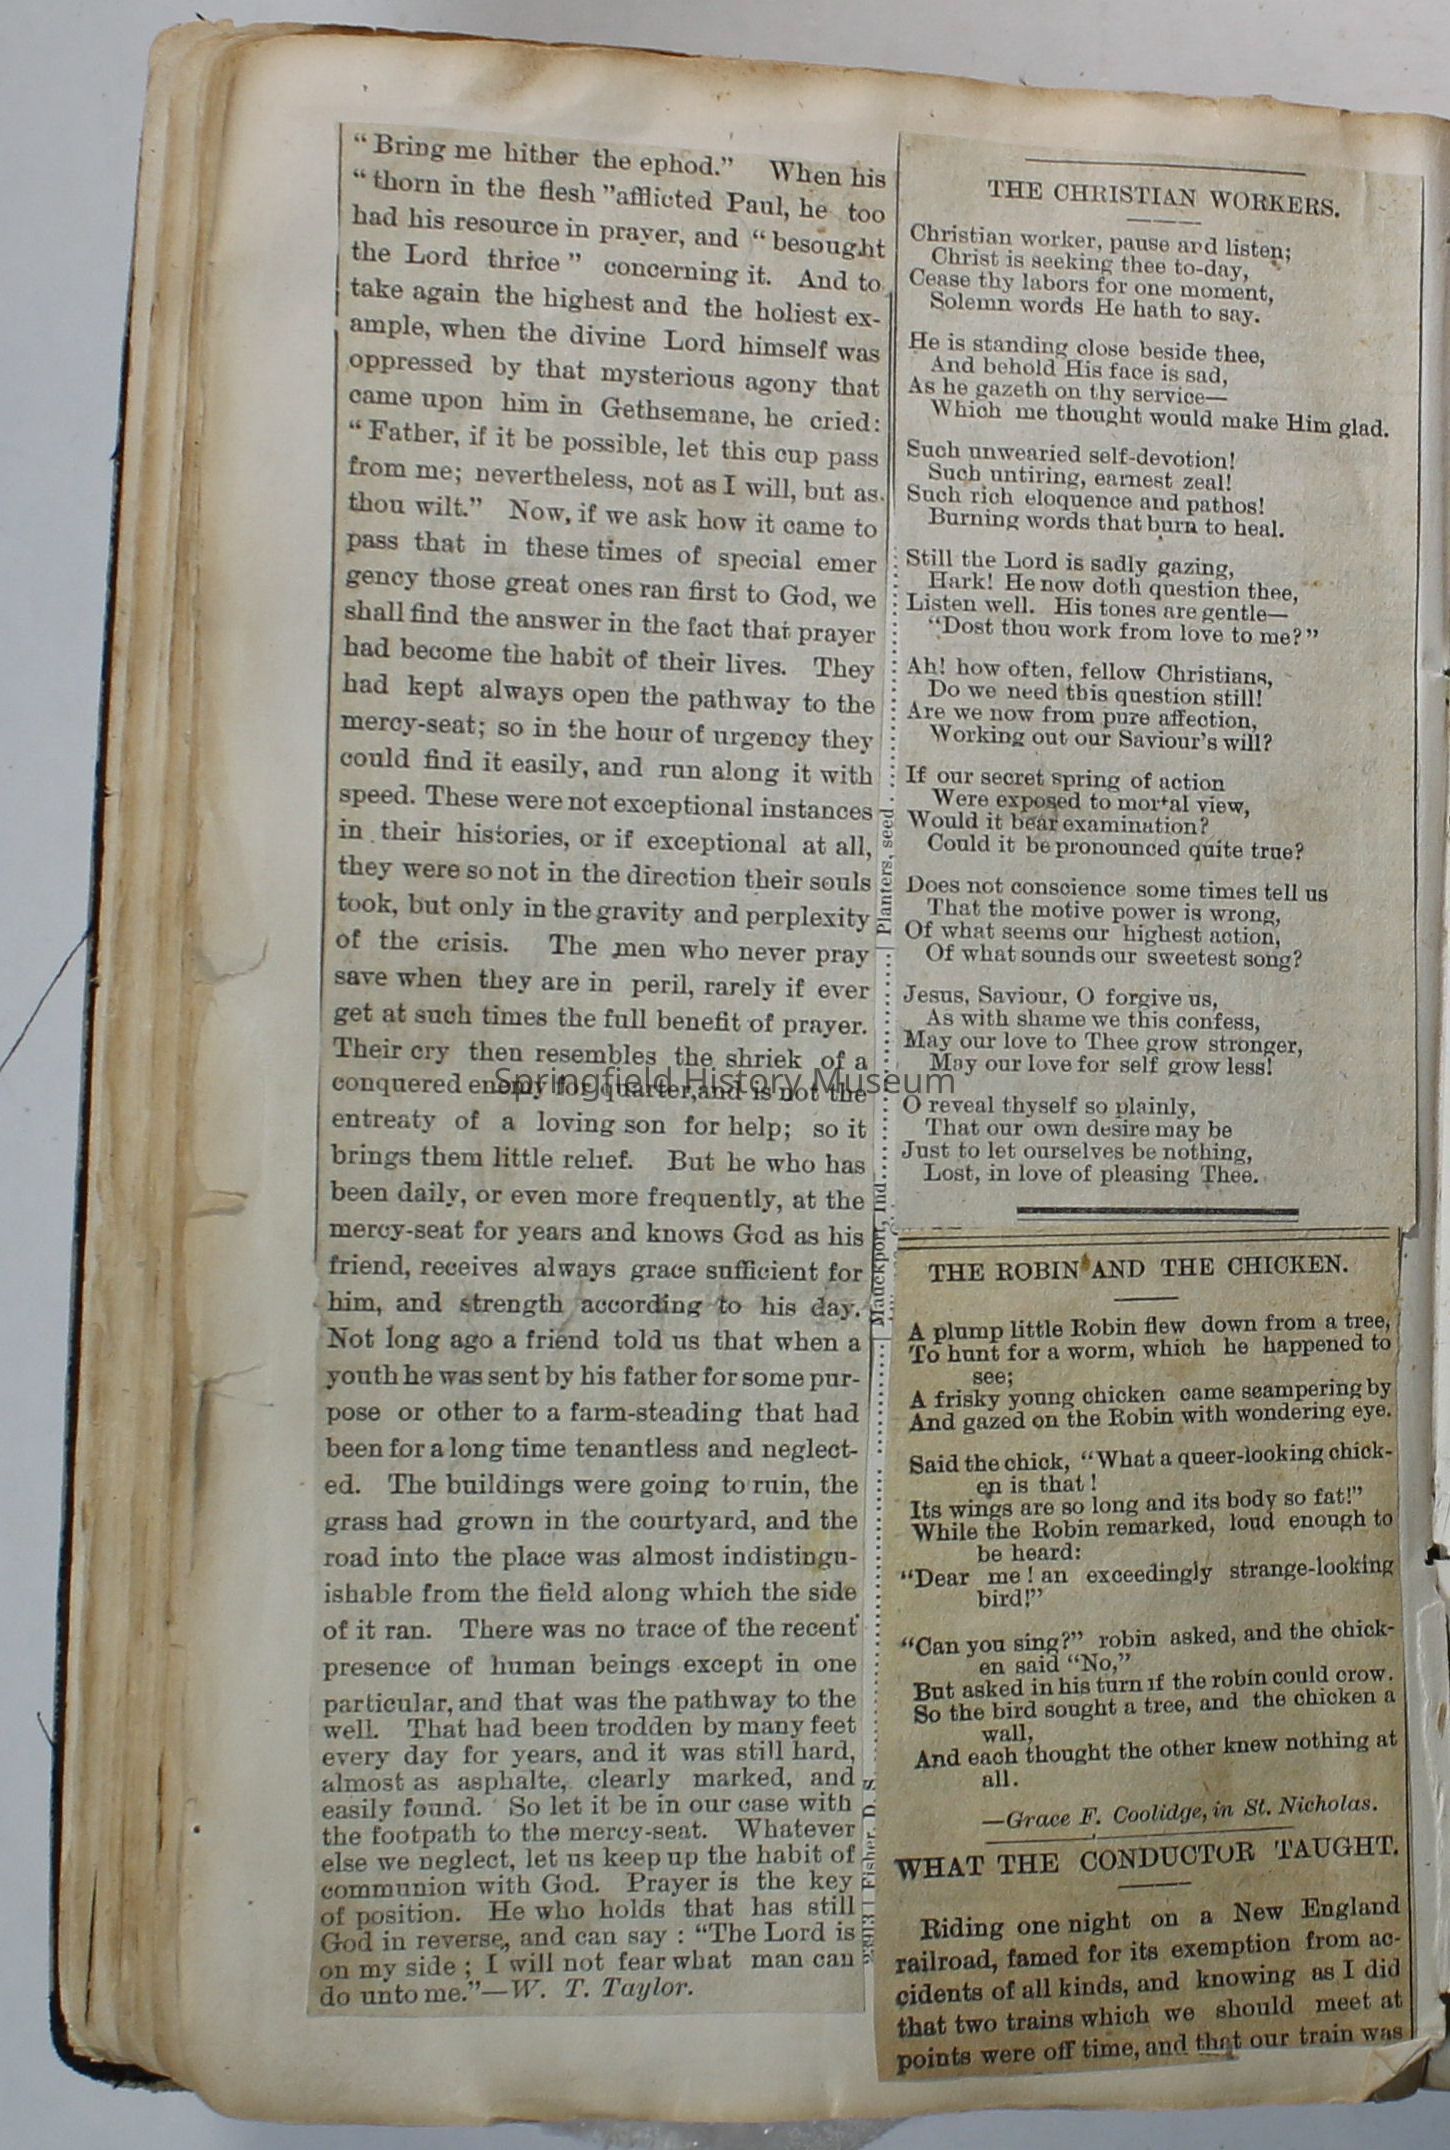 “Bring me hither the ephod.” When his
“thorn in the flesh ”afflicted Paul, he too
had his resource in prayer, and “besought
the Lord thrice” concerning it. And to
take again the highest and the holiest ex-
ample, when the divine Lord himself was
oppressed by that mysterious agony that
came upon him in Gethsemane, he cried:
“Father, if it be possible, let this cup pass
from me; nevertheless, not as I will, but as
thou wilt.” Now, if we ask how it came to
pass that in these times of special emer
gency those great ones ran first to God, we
shall find the answer in the fact that prayer
had become the habit of their lives. They
had kept always open the pathway to the
mercy-seat; so in the hour of urgency they
could find it easily, and run along it with
speed. These were not exceptional instances
in their histories, or if exceptional at all,
they were so not in the direction their souls
took, but only in the gravity and perplexity
of the crisis. The men who never pray
save when they are in peril, rarely if ever
get at such times the full benefit of prayer.
Their cry then resembles the shriek of a
conquered enemy for quarter, and is not the
entreaty of a loving son for help; so it
brings them little relief. But he who has
been daily, or even more frequently, at the
mercy-seat for years and knows God as his
friend, receives always grace sufficient for
him, and strength according to his day.
Not long ago a friend told us that when a
youth he was sent by his father for some pur-
pose or other to a farm-steading that had
been for a long time tenantless and neglect-
ed. The buildings were going to ruin, the
grass had grown in the courtyard, and the
road into the place was almost indistingu-
ishable from the field along which the side
of it ran. There was no trace of the recent
presence of human beings except in one
particular, and that was the pathway to the
well. That had been trodden by many feet
every day for years, and it was still hard,
almost as asphalte, clearly marked, and
easily found. So let it be in our case with
the footpath to the mercy-seat. Whatever
else we neglect, let us keep up the habit of
communion with God. Prayer is the key
of position. He who holds that has still
God in reverse, and can say : “The Lord is
on my side ; I will not fear what man can
do unto me.”—W. T. Taylor.
Planters, seed
Mauckport, Ind.
Fisher, D. S.
THE CHRISTIAN WORKERS.
Christian worker, pause and listen;
Christ is seeking thee to-day,
Cease thy labors for one moment,
Solemn words He hath to say.
He is standing close beside thee,
And behold His face is sad,
As he gazeth on thy service—
Which me thought would make Him glad.
Such unwearied self-devotion!
Such untiring, earnest zeal!
Such rich eloquence and pathos!
Burning words that burn to heal.
Still the Lord is sadly gazing,
Hark! He now doth question thee,
Listen well. His tones are gentle—
“Dost thou work from love to me?”
Ah! how often, fellow Christians,
Do we need this question still!
Are we now from pure affection,
Working out our Saviour's will?
If our secret spring of action
Were exposed to mortal view,
Would it bear examination?
Could it be pronounced quite true?
Does not conscience some times tell us
That the motive power is wrong,
Of what seems our highest action,
Of what sounds our sweetest song?
Jesus, Saviour, O forgive us,
As with shame we this confess,
May our love to Thee grow stronger,
May our love for self grow less!
O reveal thyself so plainly,
That our own desire may be
Just to let ourselves be nothing,
Lost, in love of pleasing Thee.
THE ROBIN AND THE CHICKEN.
A plump little Robin flew down from a tree,
To hunt for a worm, which he happened to
see;
A frisky young chicken came scampering by
And gazed on the Robin with wondering eye.
Said the chick, “What a queer-looking chick-
en is that!
Its wings are so long and its body so fat!”
While the Robin remarked, loud enough to
be heard:
“Dear me! an exceedingly strange-looking
bird!”
“Can you sing?” robin asked, and the chick-
en said “No,”
But asked in his turn if the robin could crow.
So the bird sought a tree, and the chicken a
wall,
And each thought the other knew nothing at
all.
—Grace F. Coolidge, in St. Nicholas.
WHAT THE CONDUCTOR TAUGHT.
Riding one night on a New England
railroad, famed for its exemption from ac-
cidents of all kinds, and knowing as I did
that two trains which we should meet at
points were off time, and that our train was
Springfield History Museum